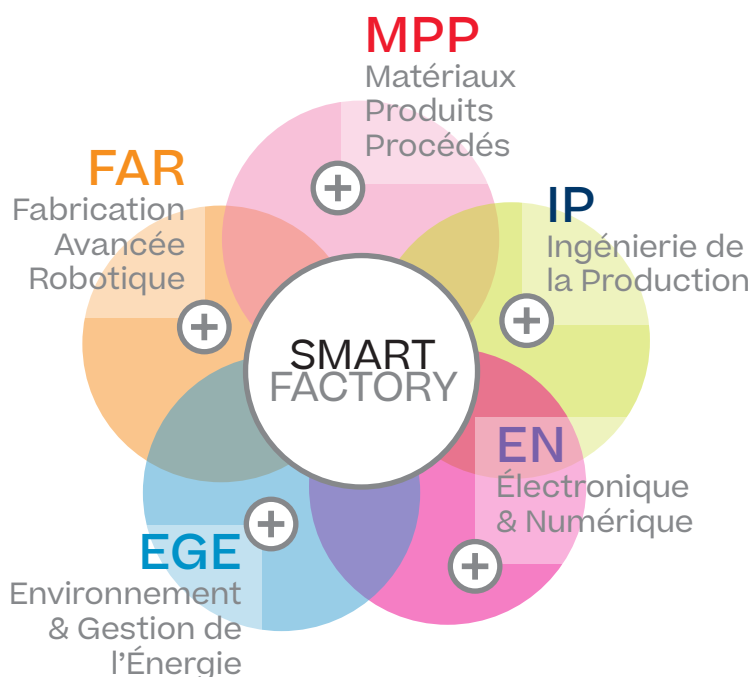 MPP
Matériaux
Produits
Procédés
FAR
Fabrication
Avancée
Robotique
IP
Ingénierie de
la Production
SMART
FACTORY
EN
Électronique
& Numérique
EGE
Environnement
& Gestion de
l'Énergie